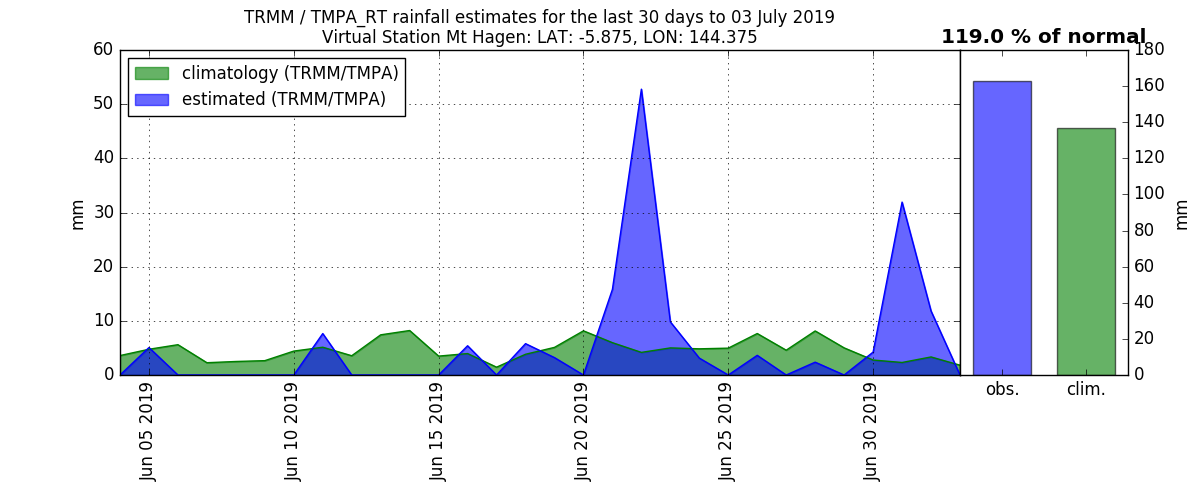 TRMM / TMPA_RT rainfall estimates for the last 30 days to 03 July 2019
Virtual Station Mt Hagen: LAT: -5.875, LON: 144.375
119.0 % of normal
climatology (TRMM/TMPA)
estimated (TRMM/TMPA)
mm
60
50
40
30
20
10
0
Jun 05 2019
Jun 10 2019
Jun 15 2019
Jun 20 2019
Jun 25 2019
Jun 30 2019
obs.
clim.
180
160
140
120
100
80
60
40
20
0
mm